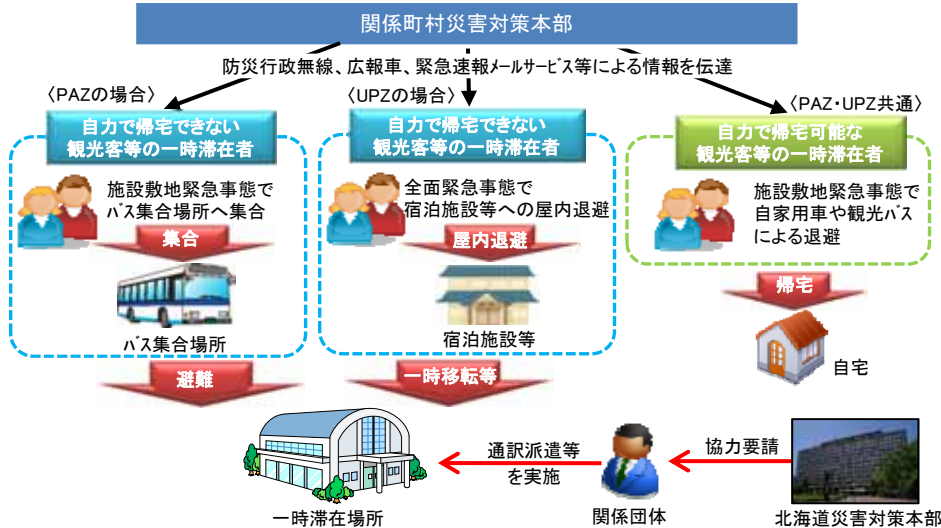 関係町村災害対策本部
防災行政無線、広報車、緊急速報メールサービス等による情報を伝達
〈PAZの場合〉
自力で帰宅できない
観光客等の一時滞在者
施設敷地緊急事態で
バス集合場所へ集合
集合
バス集合場所
避難
〈UPZの場合〉
自力で帰宅できない
観光客等の一時滞在者
全面緊急事態で
宿泊施設等への屋内退避
屋内退避
宿泊施設等
一時移転等
〈PAZ・UPZ共通〉
自力で帰宅可能な
観光客等の一時滞在者
施設敷地緊急事態で
自家用車や観光バス
による退避
帰宅
自宅
一時滞在場所
通訳派遣等
を実施
関係団体
協力要請
北海道災害対策本部